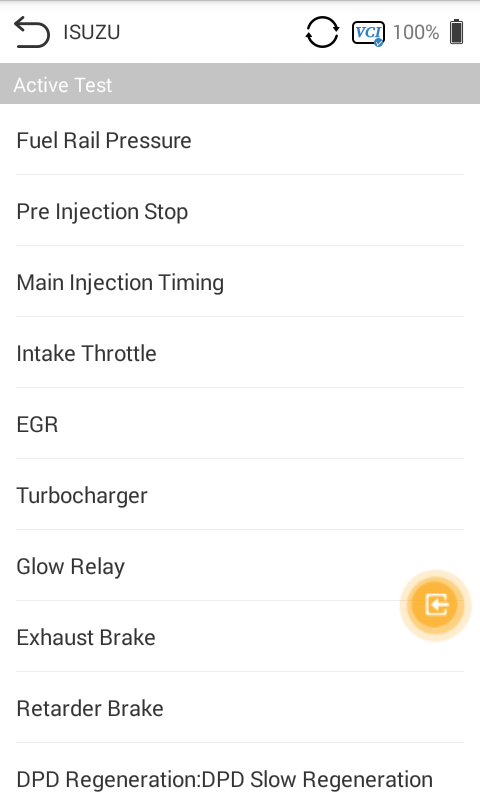 ISUZU
VCI
100%
Active Test
Fuel Rail Pressure
Pre Injection Stop
Main Injection Timing
Intake Throttle
EGR
Turbocharger
Glow Relay
Exhaust Brake
Retarder Brake
DPD Regeneration:DPD Slow Regeneration